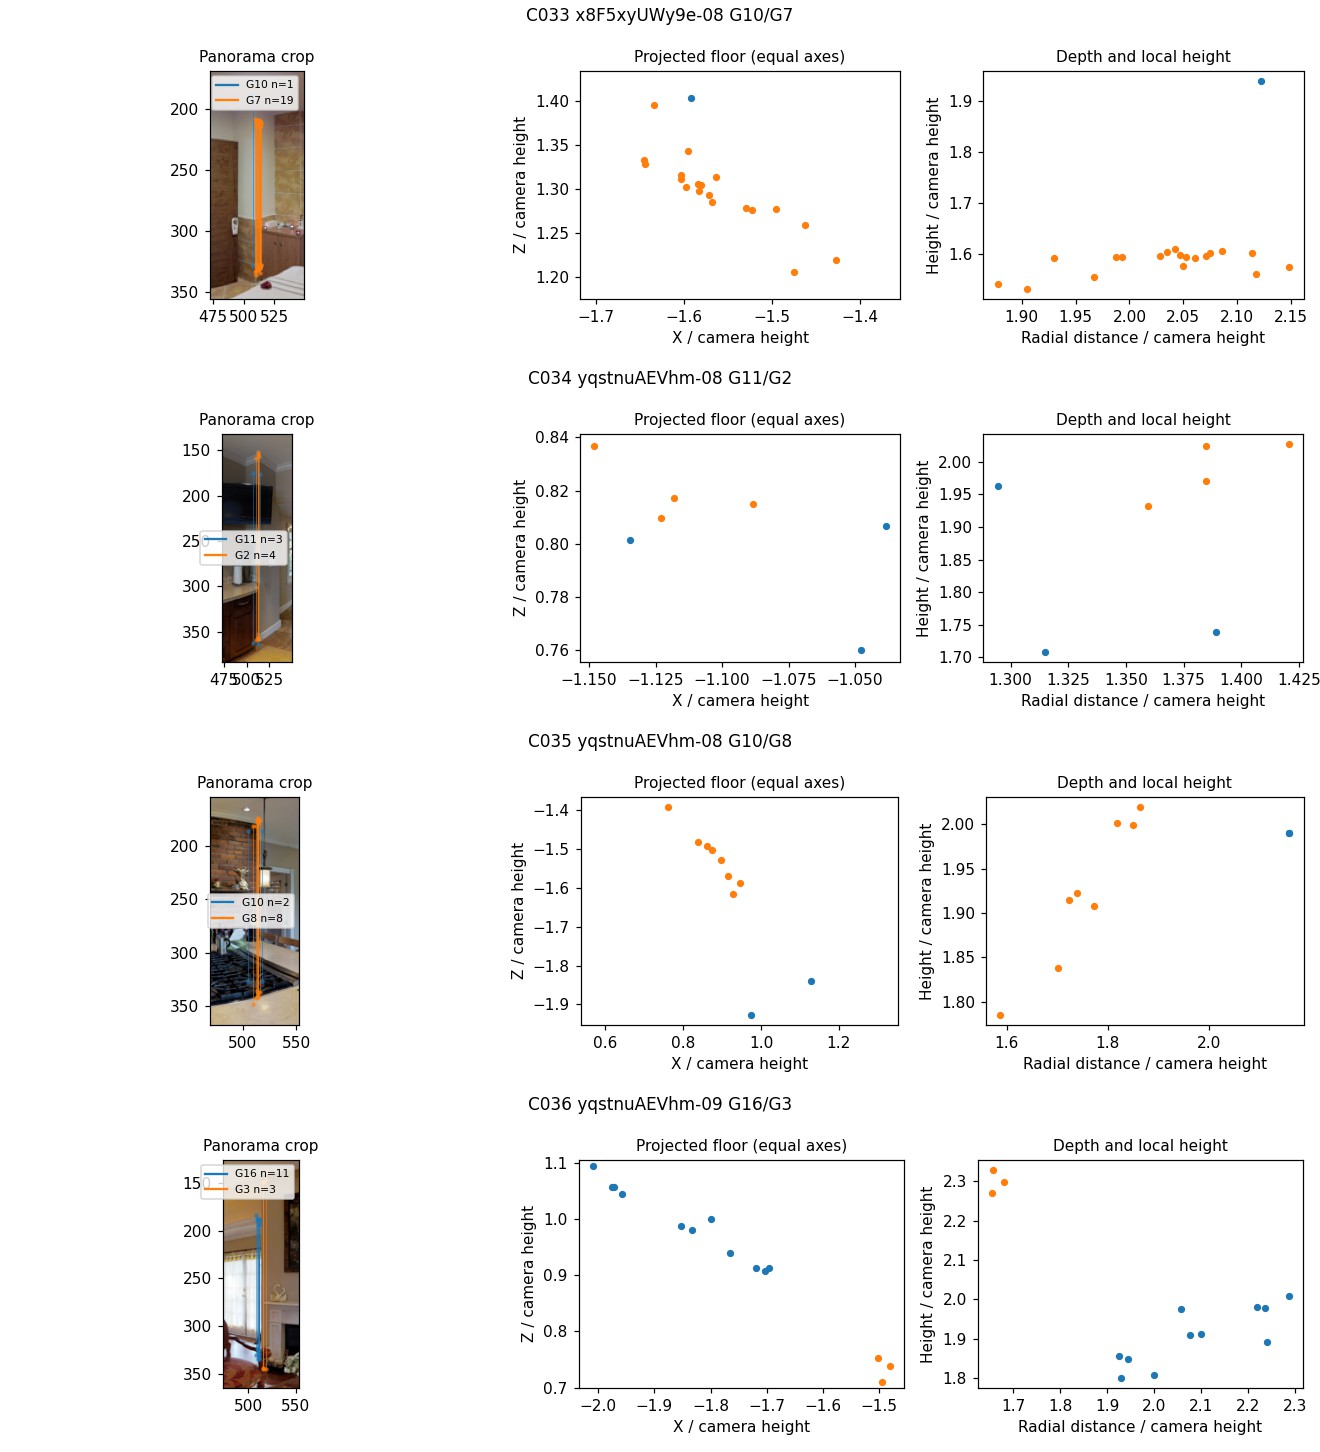 C033 x8F5xyUWy9e-08 G10/G7
Panorama crop
Projected floor (equal axes)
Depth and local height
G10 n=1
G7 n=19
200
250
300
350
475 500 525
Z / camera height
1.40
1.35
1.30
1.25
1.20
−1.7 −1.6 −1.5 −1.4
X / camera height
Height / camera height
1.9
1.8
1.7
1.6
1.90 1.95 2.00 2.05 2.10 2.15
Radial distance / camera height
C034 yqstnuAEVhm-08 G11/G2
Panorama crop
Projected floor (equal axes)
Depth and local height
150
200
250
300
350
G11 n=3
G2 n=4
475 500 525
Z / camera height
0.84
0.82
0.80
0.78
0.76
−1.150 −1.125 −1.100 −1.075 −1.050
X / camera height
Height / camera height
2.00
1.95
1.90
1.85
1.80
1.75
1.70
1.300 1.325 1.350 1.375 1.400 1.425
Radial distance / camera height
C035 yqstnuAEVhm-08 G10/G8
Panorama crop
Projected floor (equal axes)
Depth and local height
200
250
300
350
G10 n=2
G8 n=8
500 550
Z / camera height
−1.4
−1.5
−1.6
−1.7
−1.8
−1.9
0.6 0.8 1.0 1.2
X / camera height
Height / camera height
2.00
1.95
1.90
1.85
1.80
1.6 1.8 2.0
Radial distance / camera height
C036 yqstnuAEVhm-09 G16/G3
Panorama crop
Projected floor (equal axes)
Depth and local height
G16 n=11
G3 n=3
150
200
250
300
350
500 550
Z / camera height
1.1
1.0
0.9
0.8
0.7
−2.0 −1.9 −1.8 −1.7 −1.6 −1.5
X / camera height
Height / camera height
2.3
2.2
2.1
2.0
1.9
1.8
1.7 1.8 1.9 2.0 2.1 2.2 2.3
Radial distance / camera height